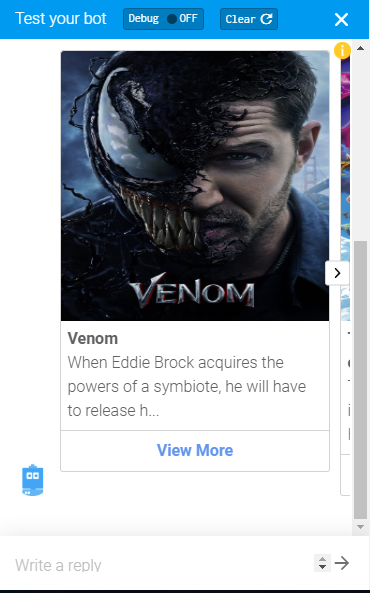 Test your bot
Debug OFF
Clear
i
VENOM
Venom
When Eddie Brock acquires the
powers of a symbiote, he will have
to release h...
View More
Write a reply